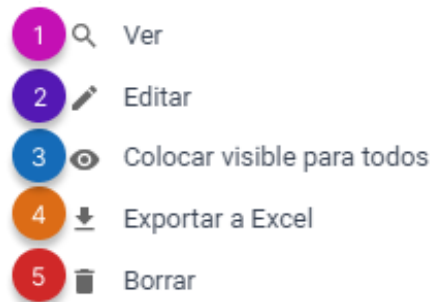 1 Ver
2 Editar
3 Colocar visible para todos
4 Exportar a Excel
5 Borrar